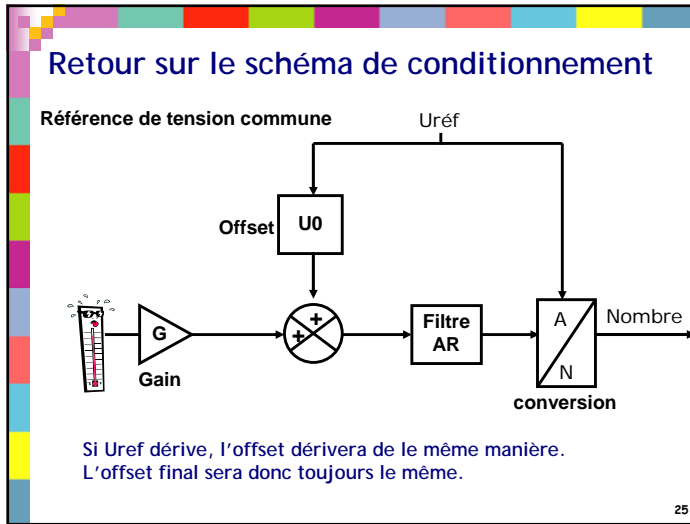 Retour sur le schéma de conditionnement
Référence de tension commune
Uréf
Offset
U0
+
+
G
Gain
Filtre
AR
A
N
Nombre
conversion
Si Uref dérive, l'offset dérivera de le même manière.
L'offset final sera donc toujours le même.
25